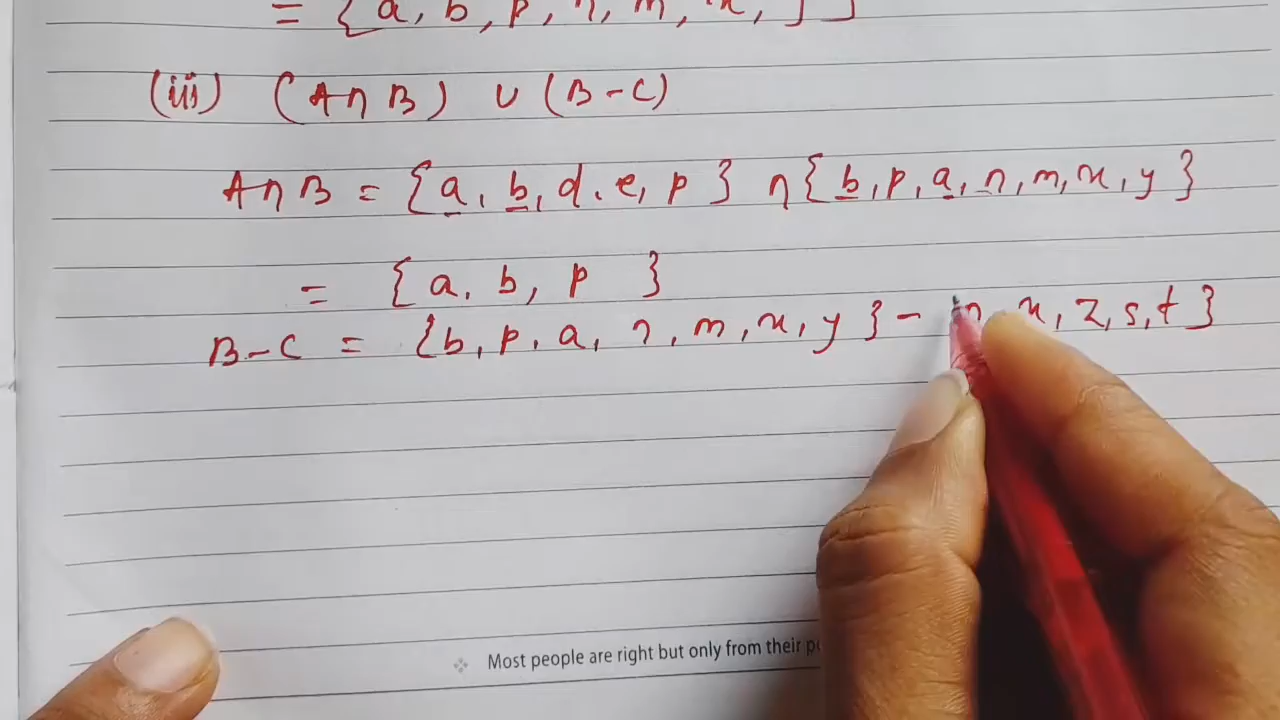 = {a, b, p, n, m, x, y}
(iii) (A∩B) ∪ (B-C)
A∩B = {a, b, d, e, p} ∩ {b, p, a, n, m, x, y}
= {a, b, p }
B-C = {b, p, a, n, m, x, y} - n, x, z, s, t}
❖ Most people are right but only from their